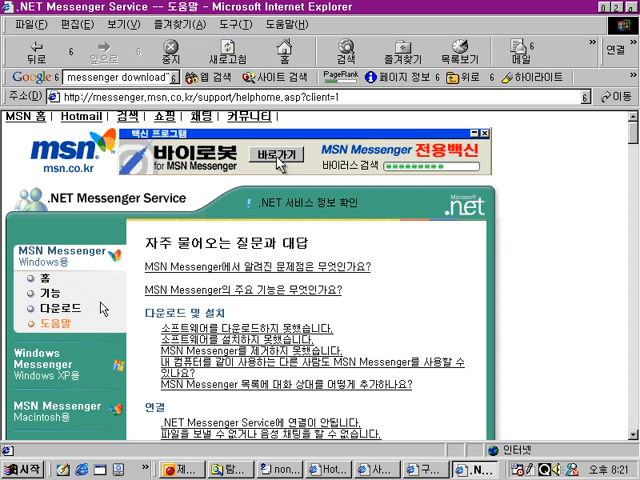 .NET Messenger Service -- 도움말 - Microsoft Internet Explorer
파일(F) 편집(E) 보기(V) 즐겨찾기(A) 도구(T) 도움말(H)
뒤로 앞으로 중지 새로고침 홈 검색 즐겨찾기 목록보기 메일 연결
Google messenger download" 웹 검색 사이트 검색 PageRank 페이지 정보 위로 하이라이트
주소(D) http://messenger.msn.co.kr/support/helphome.asp?client=1 이동
MSN 홈 | Hotmail | 검색 | 쇼핑 | 채팅 | 커뮤니티 |
msn
msn.co.kr
백신 프로그램
바이로봇
for MSN Messenger
바로가기
MSN Messenger 전용백신
바이러스 검색
.NET Messenger Service
! .NET 서비스 정보 확인
Microsoft
.net
MSN Messenger
Windows용
홈
기능
다운로드
도움말
Windows
Messenger
Windows XP용
MSN Messenger
Macintosh용
자주 물어오는 질문과 대답
MSN Messenger에서 알려진 문제점은 무엇인가요?
MSN Messenger의 주요 기능은 무엇인가요?
다운로드 및 설치
소프트웨어를 다운로드하지 못했습니다.
소프트웨어를 설치하지 못했습니다.
MSN Messenger를 제거하지 못했습니다.
내 컴퓨터를 같이 사용하는 다른 사람도 MSN Messenger를 사용할 수
있나요?
MSN Messenger 목록에 대화 상대를 어떻게 추가하나요?
연결
.NET Messenger Service에 연결이 안됩니다.
파일을 보낼 수 없거나 음성 채팅을 할 수 없습니다.
인터넷
시작 제... 탐... non... Hot... 사... 구... .N... 오후 8:21